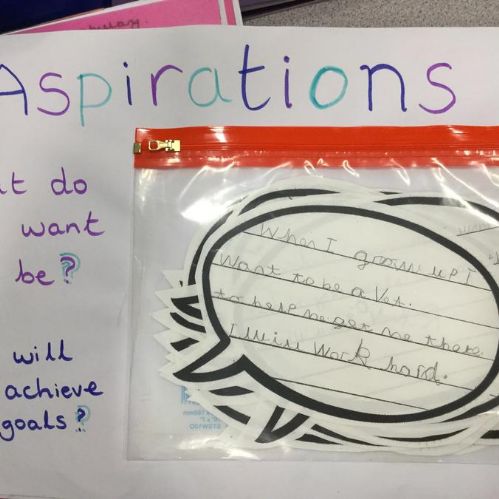 Aspirations
at do
want
be?
will
achieve
goals?
When I grow up I
Want to be a Vet.
to help me get me there
I will Work hard.